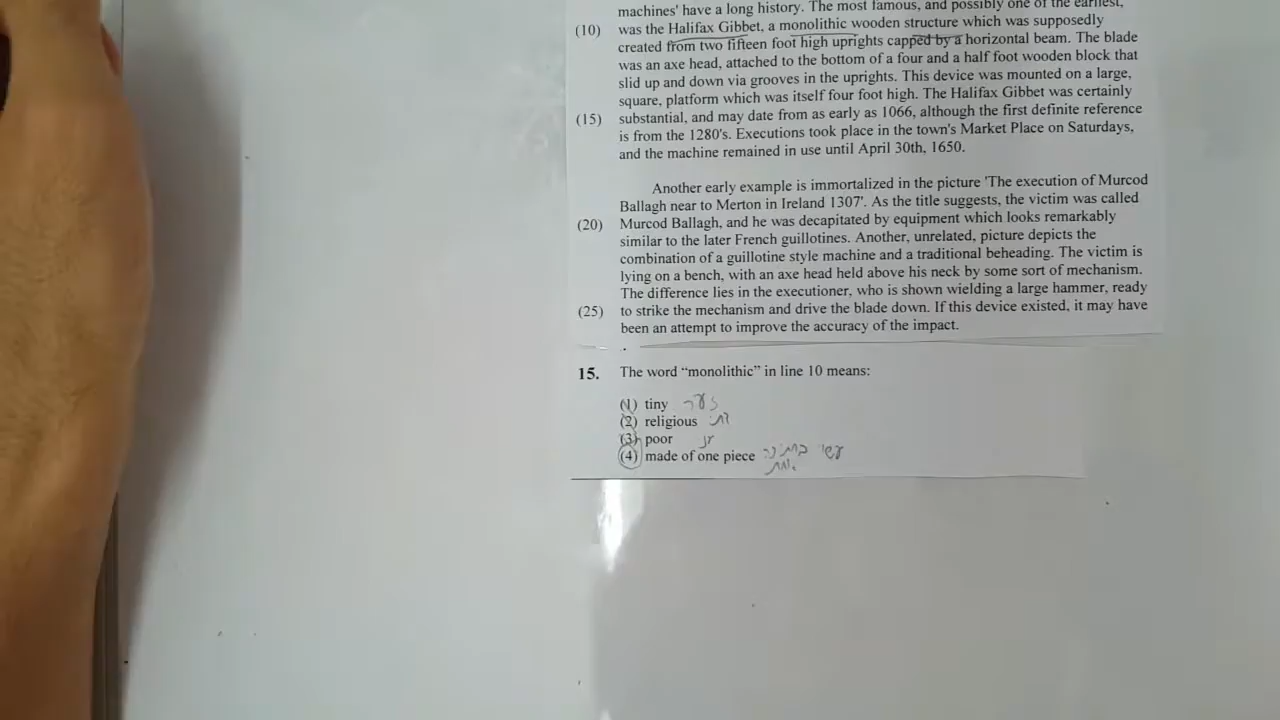 machines' have a long history. The most famous, and possibly one of the earliest,
(10) was the Halifax Gibbet, a monolithic wooden structure which was supposedly
created from two fifteen foot high uprights capped by a horizontal beam. The blade
was an axe head, attached to the bottom of a four and a half foot wooden block that
slid up and down via grooves in the uprights. This device was mounted on a large,
square, platform which was itself four foot high. The Halifax Gibbet was certainly
(15) substantial, and may date from as early as 1066, although the first definite reference
is from the 1280's. Executions took place in the town's Market Place on Saturdays,
and the machine remained in use until April 30th, 1650.
Another early example is immortalized in the picture 'The execution of Murcod
Ballagh near to Merton in Ireland 1307'. As the title suggests, the victim was called
(20) Murcod Ballagh, and he was decapitated by equipment which looks remarkably
similar to the later French guillotines. Another, unrelated, picture depicts the
combination of a guillotine style machine and a traditional beheading. The victim is
lying on a bench, with an axe head held above his neck by some sort of mechanism.
The difference lies in the executioner, who is shown wielding a large hammer, ready
(25) to strike the mechanism and drive the blade down. If this device existed, it may have
been an attempt to improve the accuracy of the impact.
15. The word "monolithic" in line 10 means:
(1) tiny
(2) religious דתי
(3) poor
(4) made of one piece עשוי